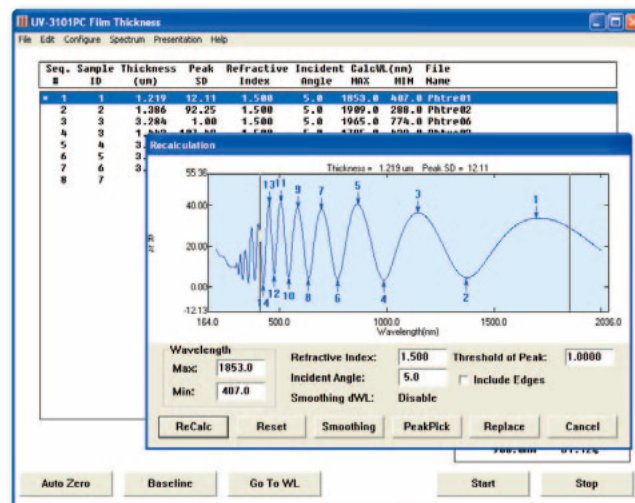 UV-3101PC Film Thickness
File Edit Configure Spectrum Presentation Help
Seq. Sample Thickness Peak Refractive Incident CalcWL(nm) File
# ID (um) SD Index Angle MAX MIN Name
1 1 1.219 12.11 1.500 5.0 1853.0 407.0 Phtre01
2 2 1.386 92.25 1.500 5.0 1909.0 288.0 Phtre02
3 3 3.284 1.00 1.500 5.0 1965.0 774.0 Phtre06
4 3
5 4 3.
6 5 3.
7 6 3.
8 7
Recalculation
Thickness = 1.219 um Peak SD = 12.11
55.36
13 11 9 7 5 3 1
40.00
20.00
0.00
14 12 10 8 6 4 2
-12.13
164.0 500.0 1000.0 1500.0 2036.0
Wavelength(nm)
Wavelength
Max: 1853.0
Min: 407.0
Refractive Index: 1.500 Threshold of Peak: 1.0000
Incident Angle: 5.0 Include Edges
Smoothing dWL: Disable
ReCalc Reset Smoothing PeakPick Replace Cancel
Auto Zero Baseline Go To WL Start Stop